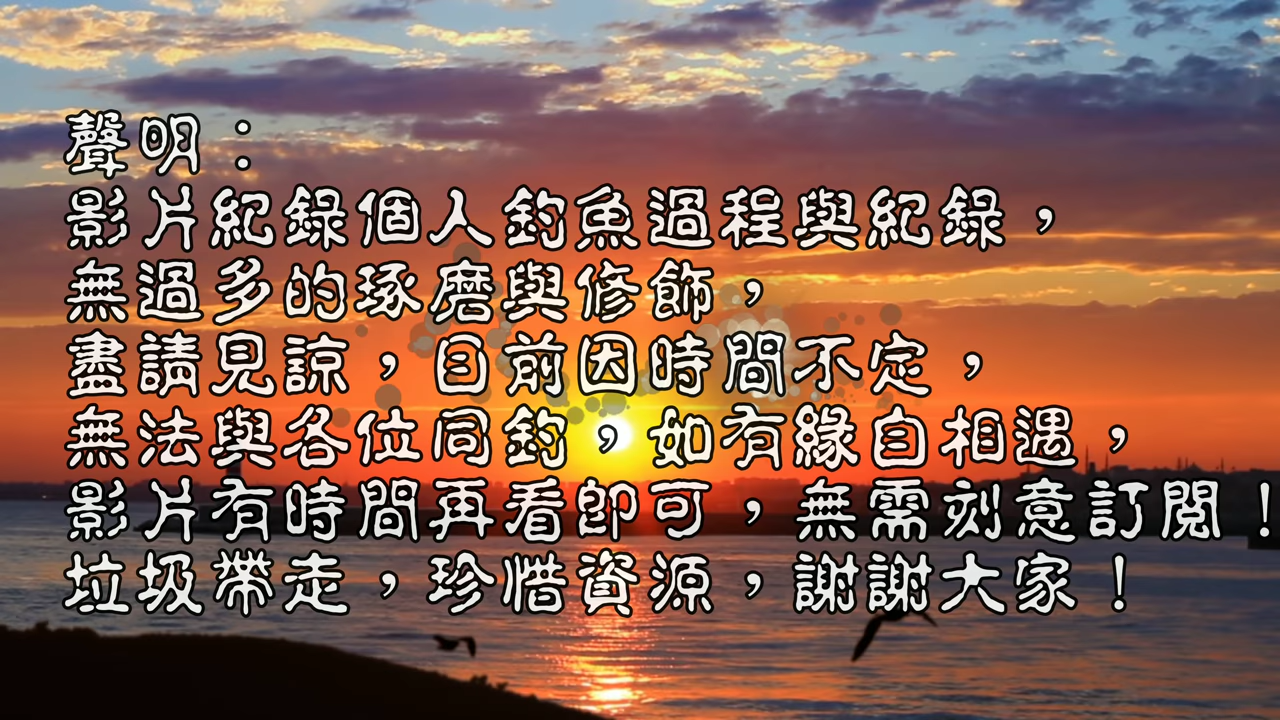 聲明：
影片紀錄個人釣魚過程與紀錄，
無過多的琢磨與修飾，
盡請見諒，目前因時間不定，
無法與各位同釣，如有緣自相遇，
影片有時間再看即可，無需刻意訂閱！
垃圾帶走，珍惜資源，謝謝大家！